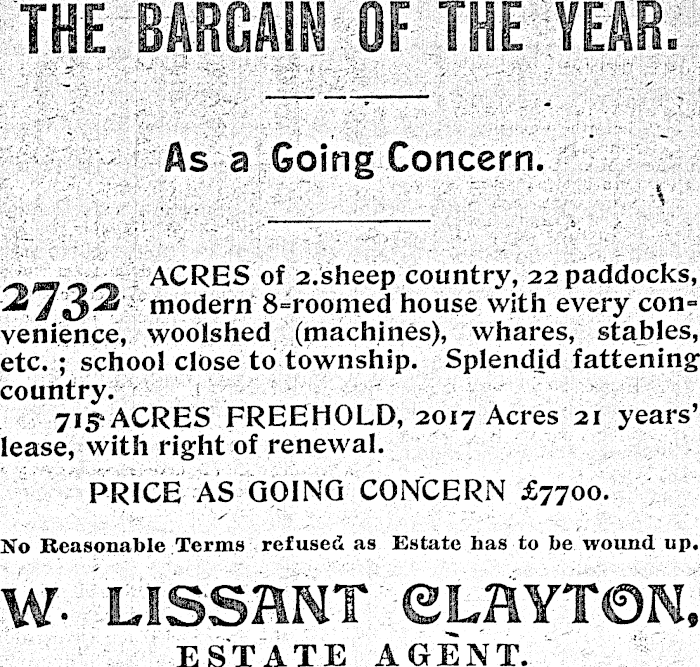 THE BARGAIN OF THE YEAR.
As a Going Concern.
2732 ACRES of 2.sheep country, 22 paddocks,
modern 8-roomed house with every con-
venience, woolshed (machines), whares, stables,
etc. ; school close to township. Splendid fattening
country.
715 ACRES FREEHOLD, 2017 Acres 21 years'
lease, with right of renewal.
PRICE AS GOING CONCERN £7700.
No Reasonable Terms refused as Estate has to be wound up.
W. LISSANT CLAYTON,
ESTATE AGENT.